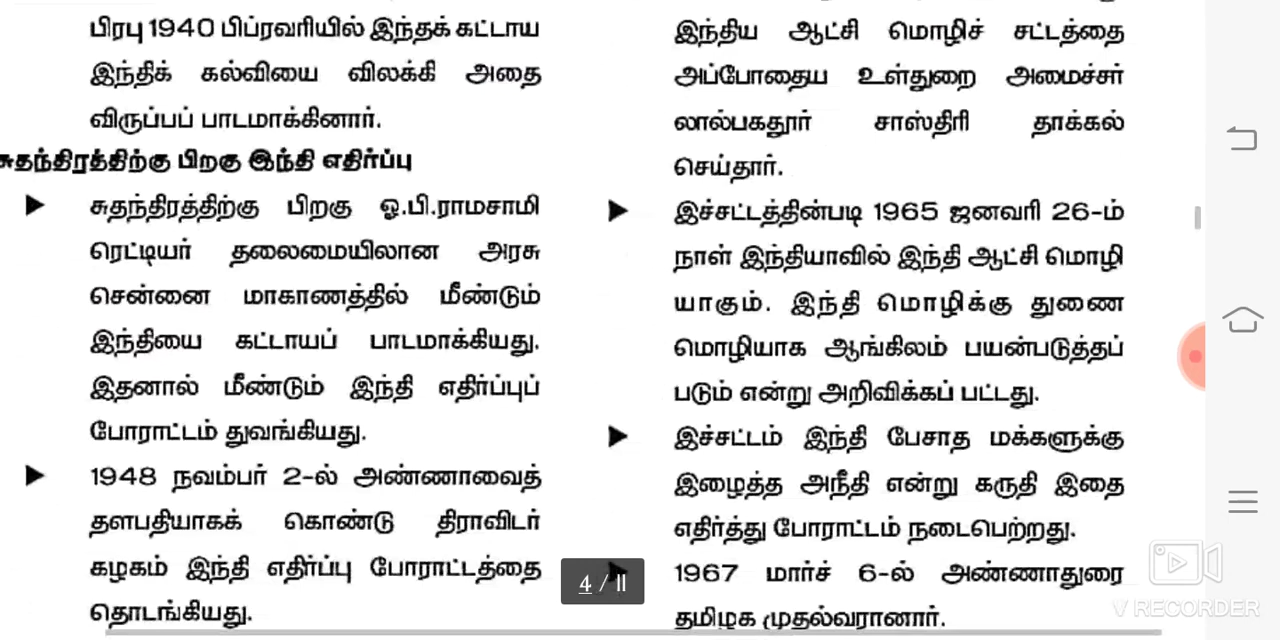 பிரபு 1940 பிப்ரவரியில் இந்தக் கட்டாய
இந்திக் கல்வியை விலக்கி அதை
விருப்பப் பாடமாக்கினார்.
சுதந்திரத்திற்கு பிறகு இந்தி எதிர்ப்பு
► சுதந்திரத்திற்கு பிறகு ஓ.பி.ராமசாமி
ரெட்டியர் தலைமையிலான அரசு
சென்னை மாகாணத்தில் மீண்டும்
இந்தியை கட்டாயப் பாடமாக்கியது.
இதனால் மீண்டும் இந்தி எதிர்ப்புப்
போராட்டம் துவங்கியது.
► 1948 நவம்பர் 2-ல் அண்ணாவைத்
தளபதியாகக் கொண்டு திராவிடர்
கழகம் இந்தி எதிர்ப்பு போராட்டத்தை
தொடங்கியது.
இந்திய ஆட்சி மொழிச் சட்டத்தை
அப்போதைய உள்துறை அமைச்சர்
லால்பகதூர் சாஸ்திரி தாக்கல்
செய்தார்.
► இச்சட்டத்தின்படி 1965 ஜனவரி 26-ம்
நாள் இந்தியாவில் இந்தி ஆட்சி மொழி
யாகும். இந்தி மொழிக்கு துணை
மொழியாக ஆங்கிலம் பயன்படுத்தப்
படும் என்று அறிவிக்கப் பட்டது.
► இச்சட்டம் இந்தி பேசாத மக்களுக்கு
இழைத்த அநீதி என்று கருதி இதை
எதிர்த்து போராட்டம் நடைபெற்றது.
► 1967 மார்ச் 6-ல் அண்ணாதுரை
தமிழக முதல்வரானார்.
4 / 11
V RECORDER